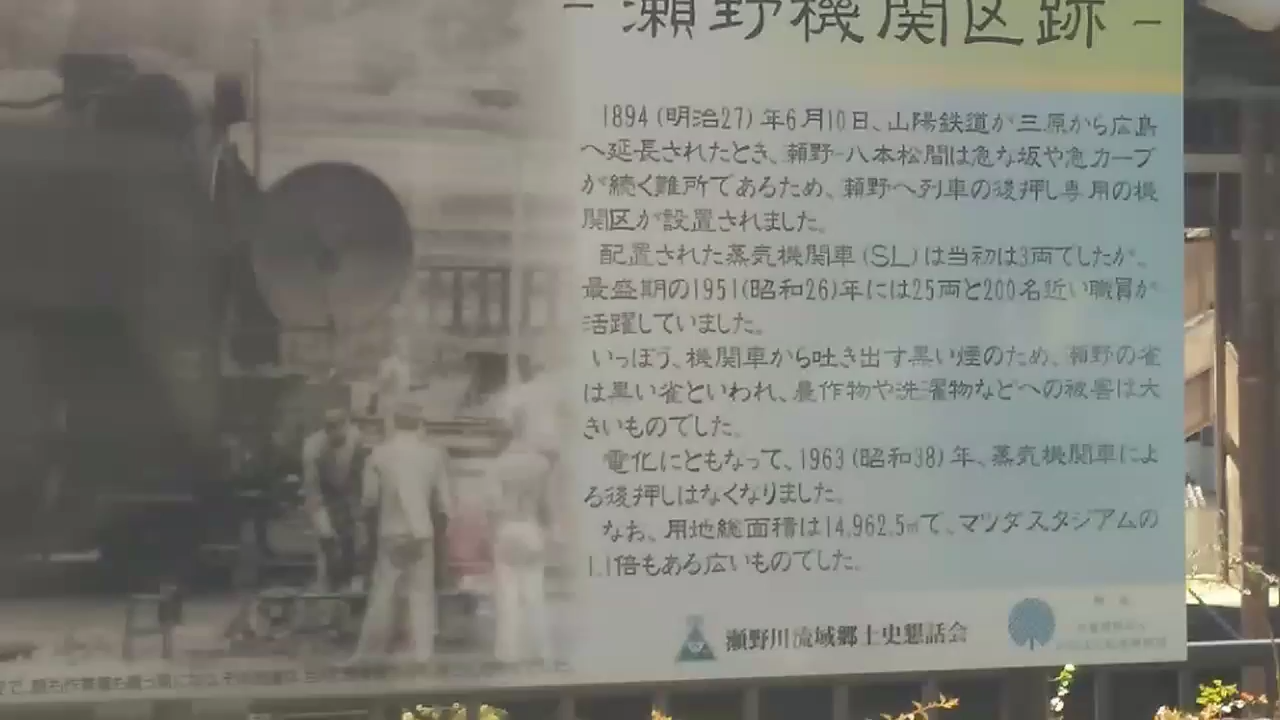 - 瀬野機関区跡 -
1894(明治27)年6月10日、山陽鉄道が三原から広島
へ延長されたとき、瀬野-八本松間は急な坂や急カーブ
が続く難所であるため、瀬野へ列車の後押し専用の機
関区が設置されました。
配置された蒸気機関車(SL)は当初は3両でしたが、
最盛期の1951(昭和26)年には25両と200名近い職員が
活躍していました。
いっぽう、機関車から吐き出す黒い煙のため、瀬野の雀
は黒い雀といわれ、農作物や洗濯物などへの被害は大
きいものでした。
電化にともなって、1963(昭和38)年、蒸気機関車によ
る後押しはなくなりました。
なお、用地総面積は14,962.5㎡で、マツダスタジアムの
1.1倍もある広いものでした。
瀬野川流域郷土史懇話会